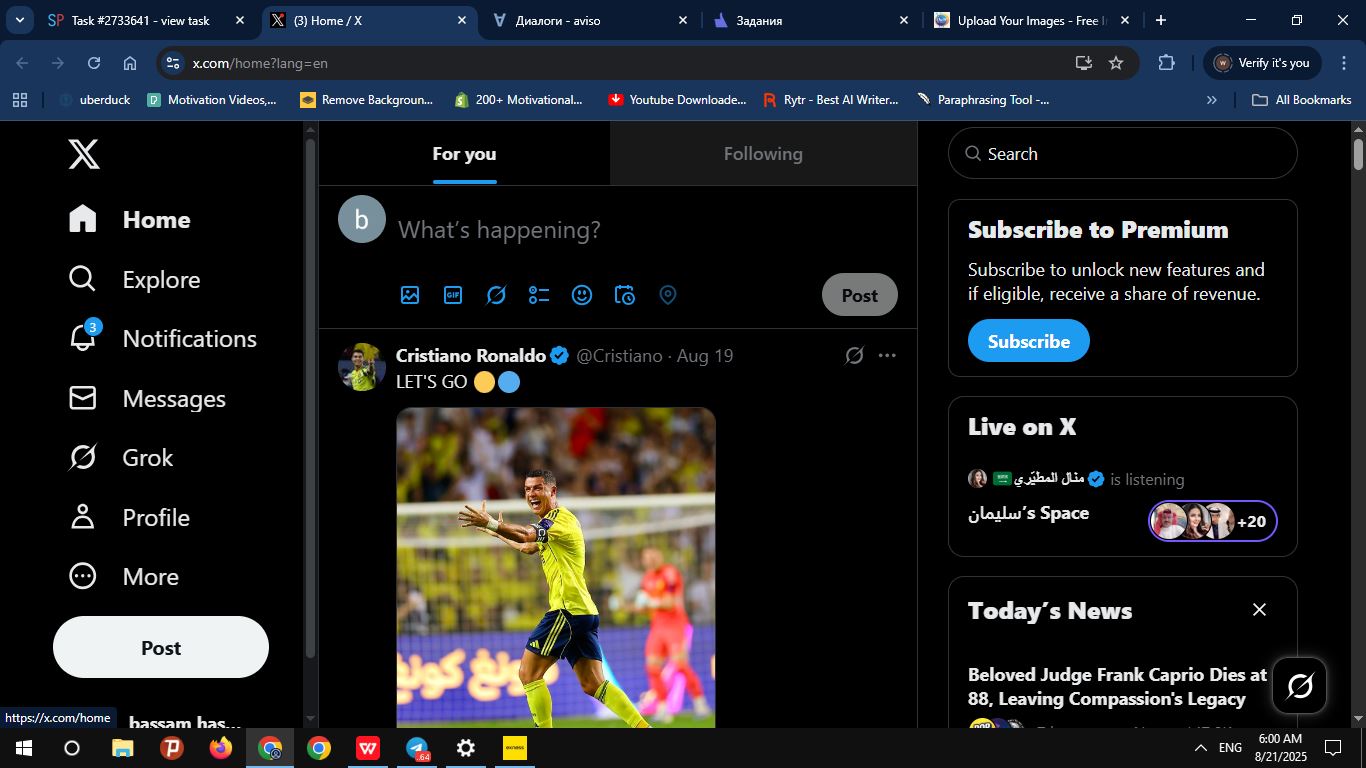 Task #2733641 - view task
(3) Home / X
Диалоги - aviso
Задания
Upload Your Images - Free I
x.com/home?lang=en
Verify it's you
uberduck
Motivation Videos,...
Remove Backgroun...
200+ Motivational...
Youtube Downloade...
Rytr - Best AI Writer...
Paraphrasing Tool -...
»
All Bookmarks
Home
Explore
3
Notifications
Messages
Grok
Profile
More
Post
bassam has...
https://x.com/home
For you
Following
b
What's happening?
GIF
Post
Cristiano Ronaldo @Cristiano · Aug 19
LET'S GO
Search
Subscribe to Premium
Subscribe to unlock new features and
if eligible, receive a share of revenue.
Subscribe
Live on X
منال المطيّري is listening
سليمان's Space
+20
Today's News
Beloved Judge Frank Caprio Dies at
88, Leaving Compassion's Legacy
64
exness
ENG
6:00 AM
8/21/2025